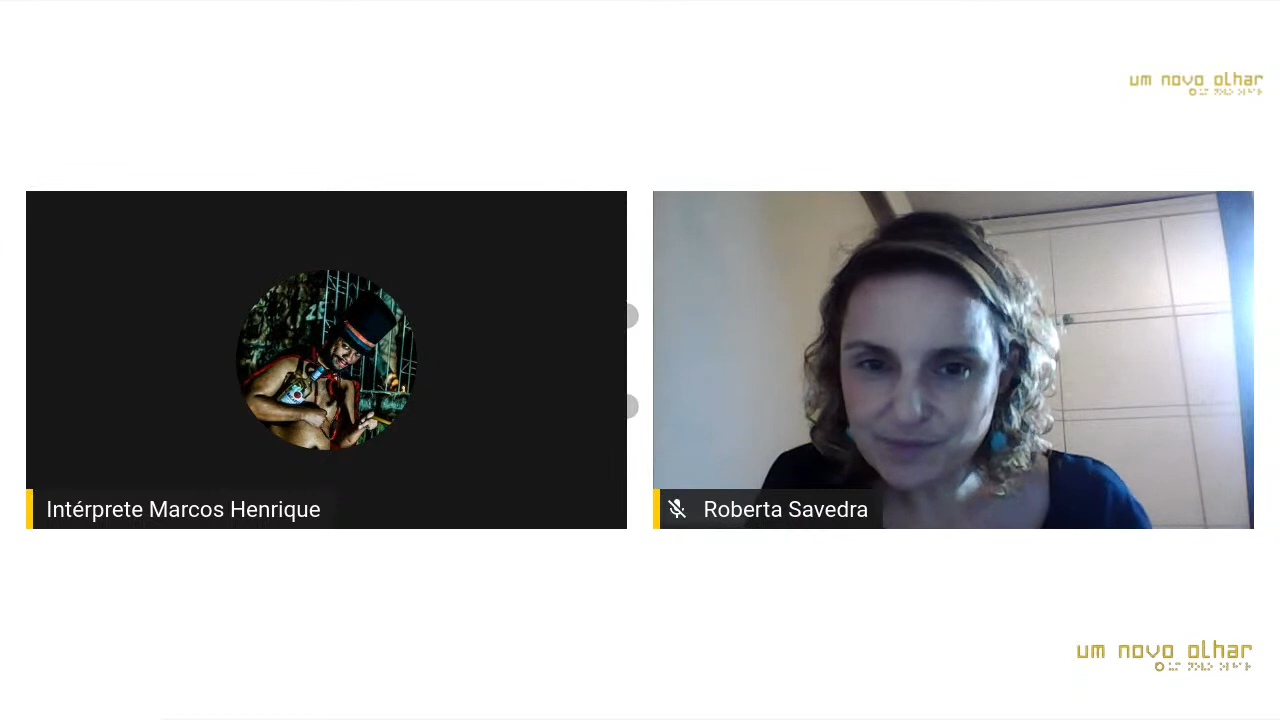 um novo olhar
Intérprete Marcos Henrique
Roberta Savedra
um novo olhar